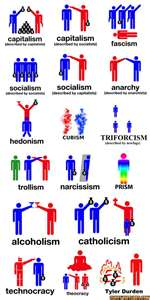 capitalism
(described by capitalists)
capitalism
(described by socialists)
fascism
socialism
(described by socialists)
socialism
(described by capitalists)
anarchy
(described by anarchists)
hedonism
CUBISM
TRIFORCISM
(described by newfags)
trollism
narcissism
PRISM
alcoholism
catholicism
technocracy
theocracy
Tyler Durden